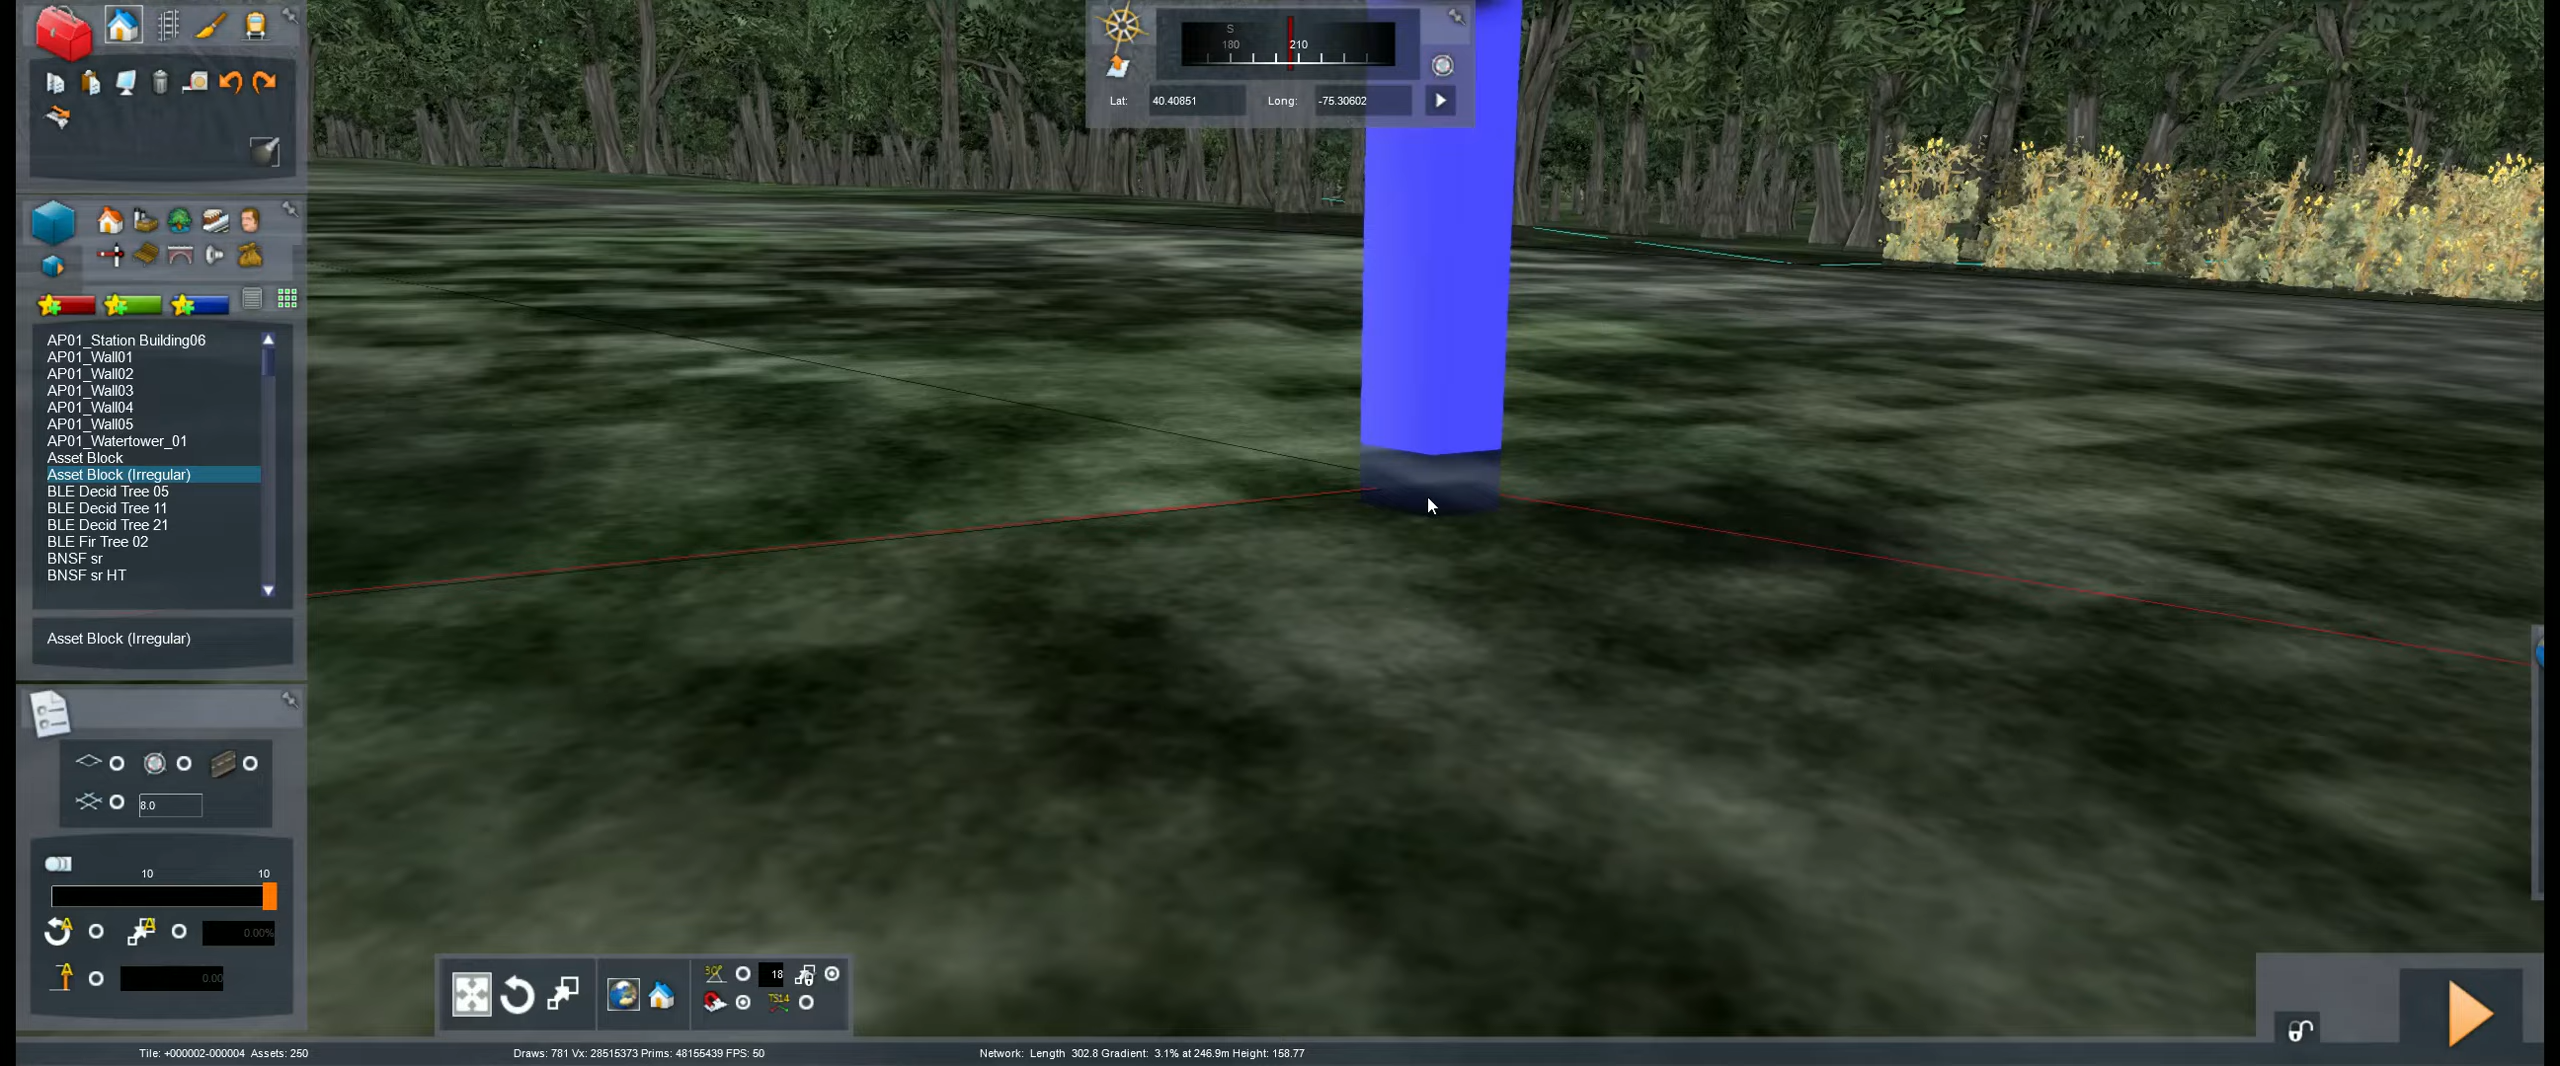 S
180 210
Lat: 40.40851 Long: -75.30602
AP01_Station Building06
AP01_Wall01
AP01_Wall02
AP01_Wall03
AP01_Wall04
AP01_Wall05
AP01_Watertower_01
Asset Block
Asset Block (Irregular)
BLE Decid Tree 05
BLE Decid Tree 11
BLE Decid Tree 21
BLE Fir Tree 02
BNSF sr
BNSF sr HT
Asset Block (Irregular)
8.0
10 10
A A 0.00%
A 0.00
30° 18
TS14
Tile: +000002-000004 Assets: 250
Draws: 781 Vx: 28515373 Prims: 48155439 FPS: 50
Network: Length 302.8 Gradient: 3.1% at 246.9m Height: 158.77